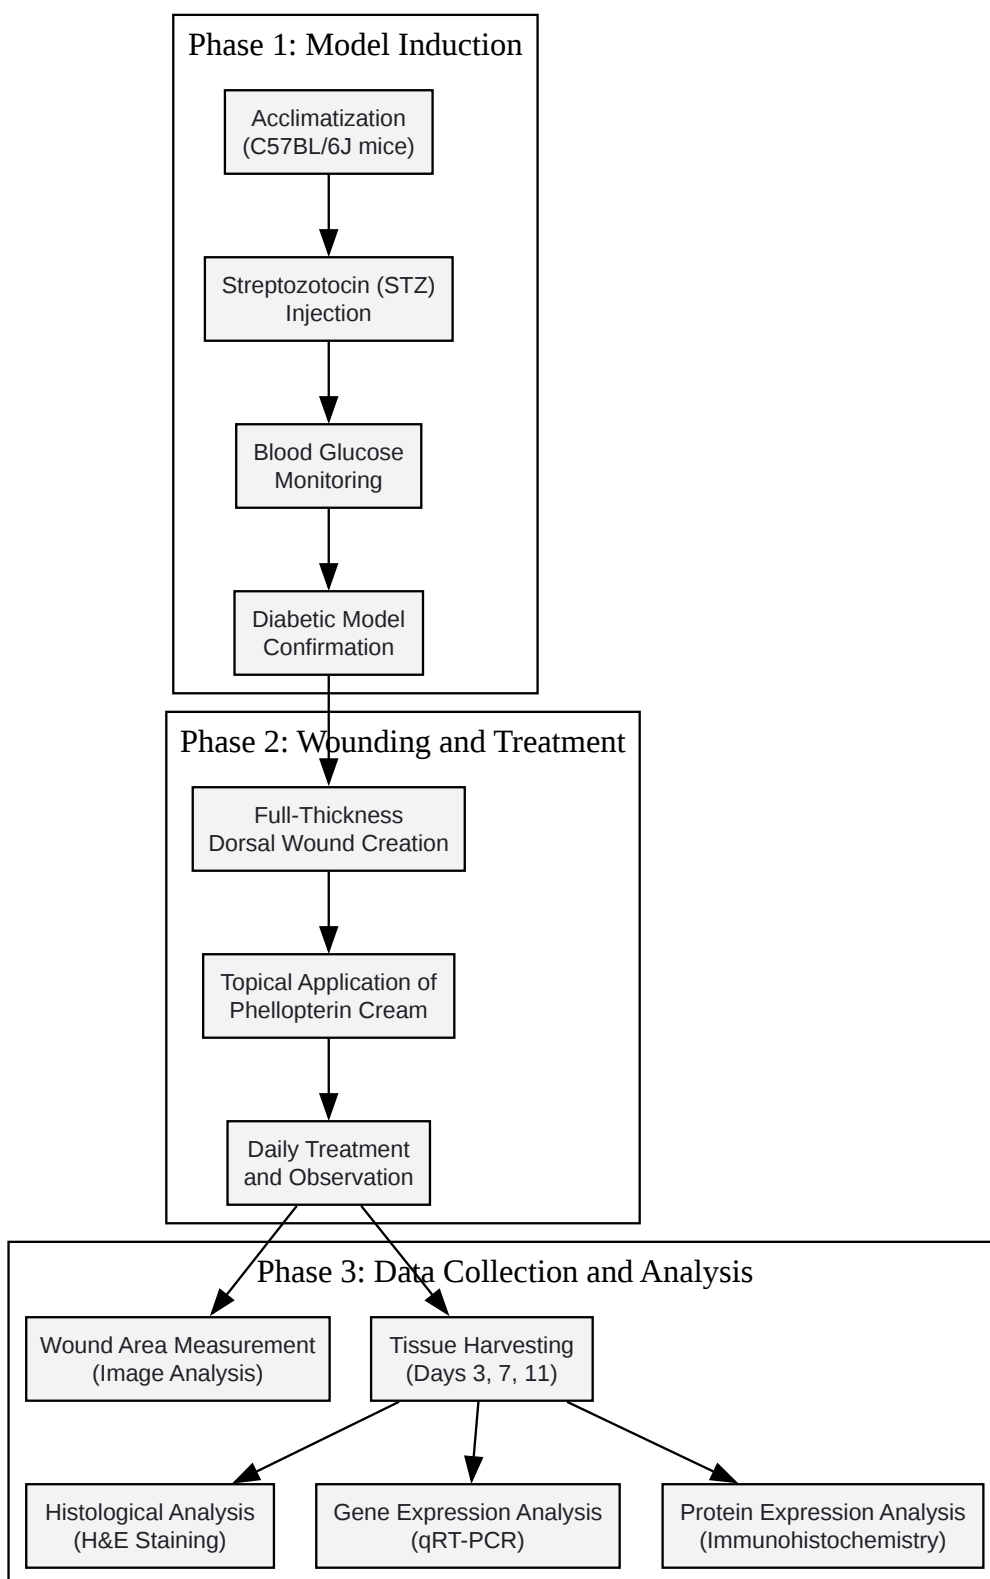 Phase 1: Model Induction
Acclimatization
(C57BL/6J mice)
Streptozotocin (STZ)
Injection
Blood Glucose
Monitoring
Diabetic Model
Confirmation
Phase 2: Wounding and Treatment
Full-Thickness
Dorsal Wound Creation
Topical Application of
Phellopterin Cream
Daily Treatment
and Observation
Phase 3: Data Collection and Analysis
Wound Area Measurement
(Image Analysis)
Tissue Harvesting
(Days 3, 7, 11)
Histological Analysis
(H&E Staining)
Gene Expression Analysis
(qRT-PCR)
Protein Expression Analysis
(Immunohistochemistry)